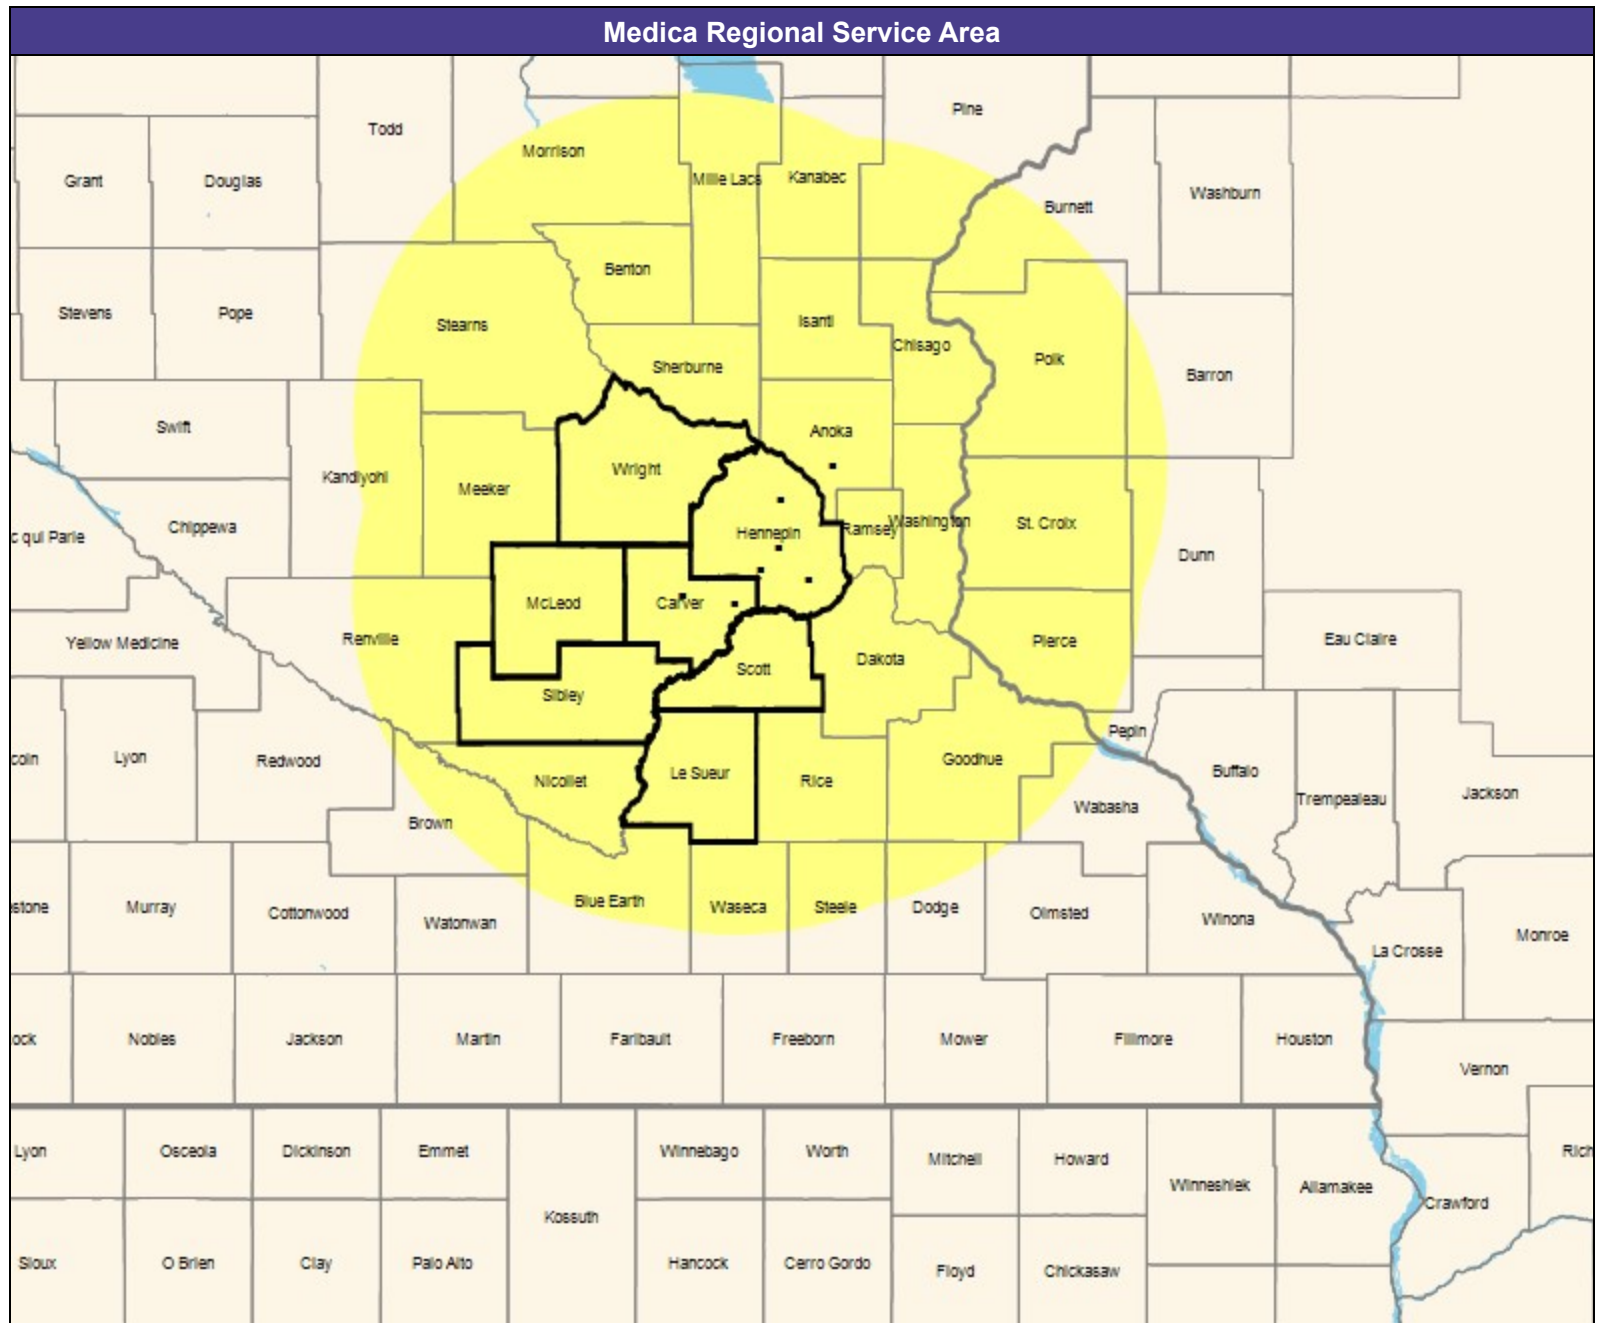 Medica Regional Service Area
Pine
Todd
Morrison
Mille Lacs
Kanabec
Grant
Douglas
Washburn
Burnett
Benton
Stevens
Pope
Stearns
Isanti
Chisago
Polk
Sherburne
Barron
Swift
Anoka
Wright
Kandiyohi
Meeker
Chippewa
Hennepin
Ramsey
Washington
St. Croix
c qui Parle
Dunn
McLeod
Carver
Yellow Medicine
Renville
Pierce
Eau Claire
Dakota
Scott
Sibley
Pepin
coln
Lyon
Redwood
Nicollet
Le Sueur
Rice
Goodhue
Buffalo
Trempealeau
Jackson
Wabasha
Brown
stone
Murray
Cottonwood
Watonwan
Blue Earth
Waseca
Steele
Dodge
Olmsted
Winona
La Crosse
Monroe
ock
Nobles
Jackson
Martin
Faribault
Freeborn
Mower
Fillmore
Houston
Vernon
Lyon
Osceola
Dickinson
Emmet
Winnebago
Worth
Mitchell
Howard
Rich
Winneshiek
Allamakee
Crawford
Kossuth
Sioux
O Brien
Clay
Palo Alto
Hancock
Cerro Gordo
Floyd
Chickasaw